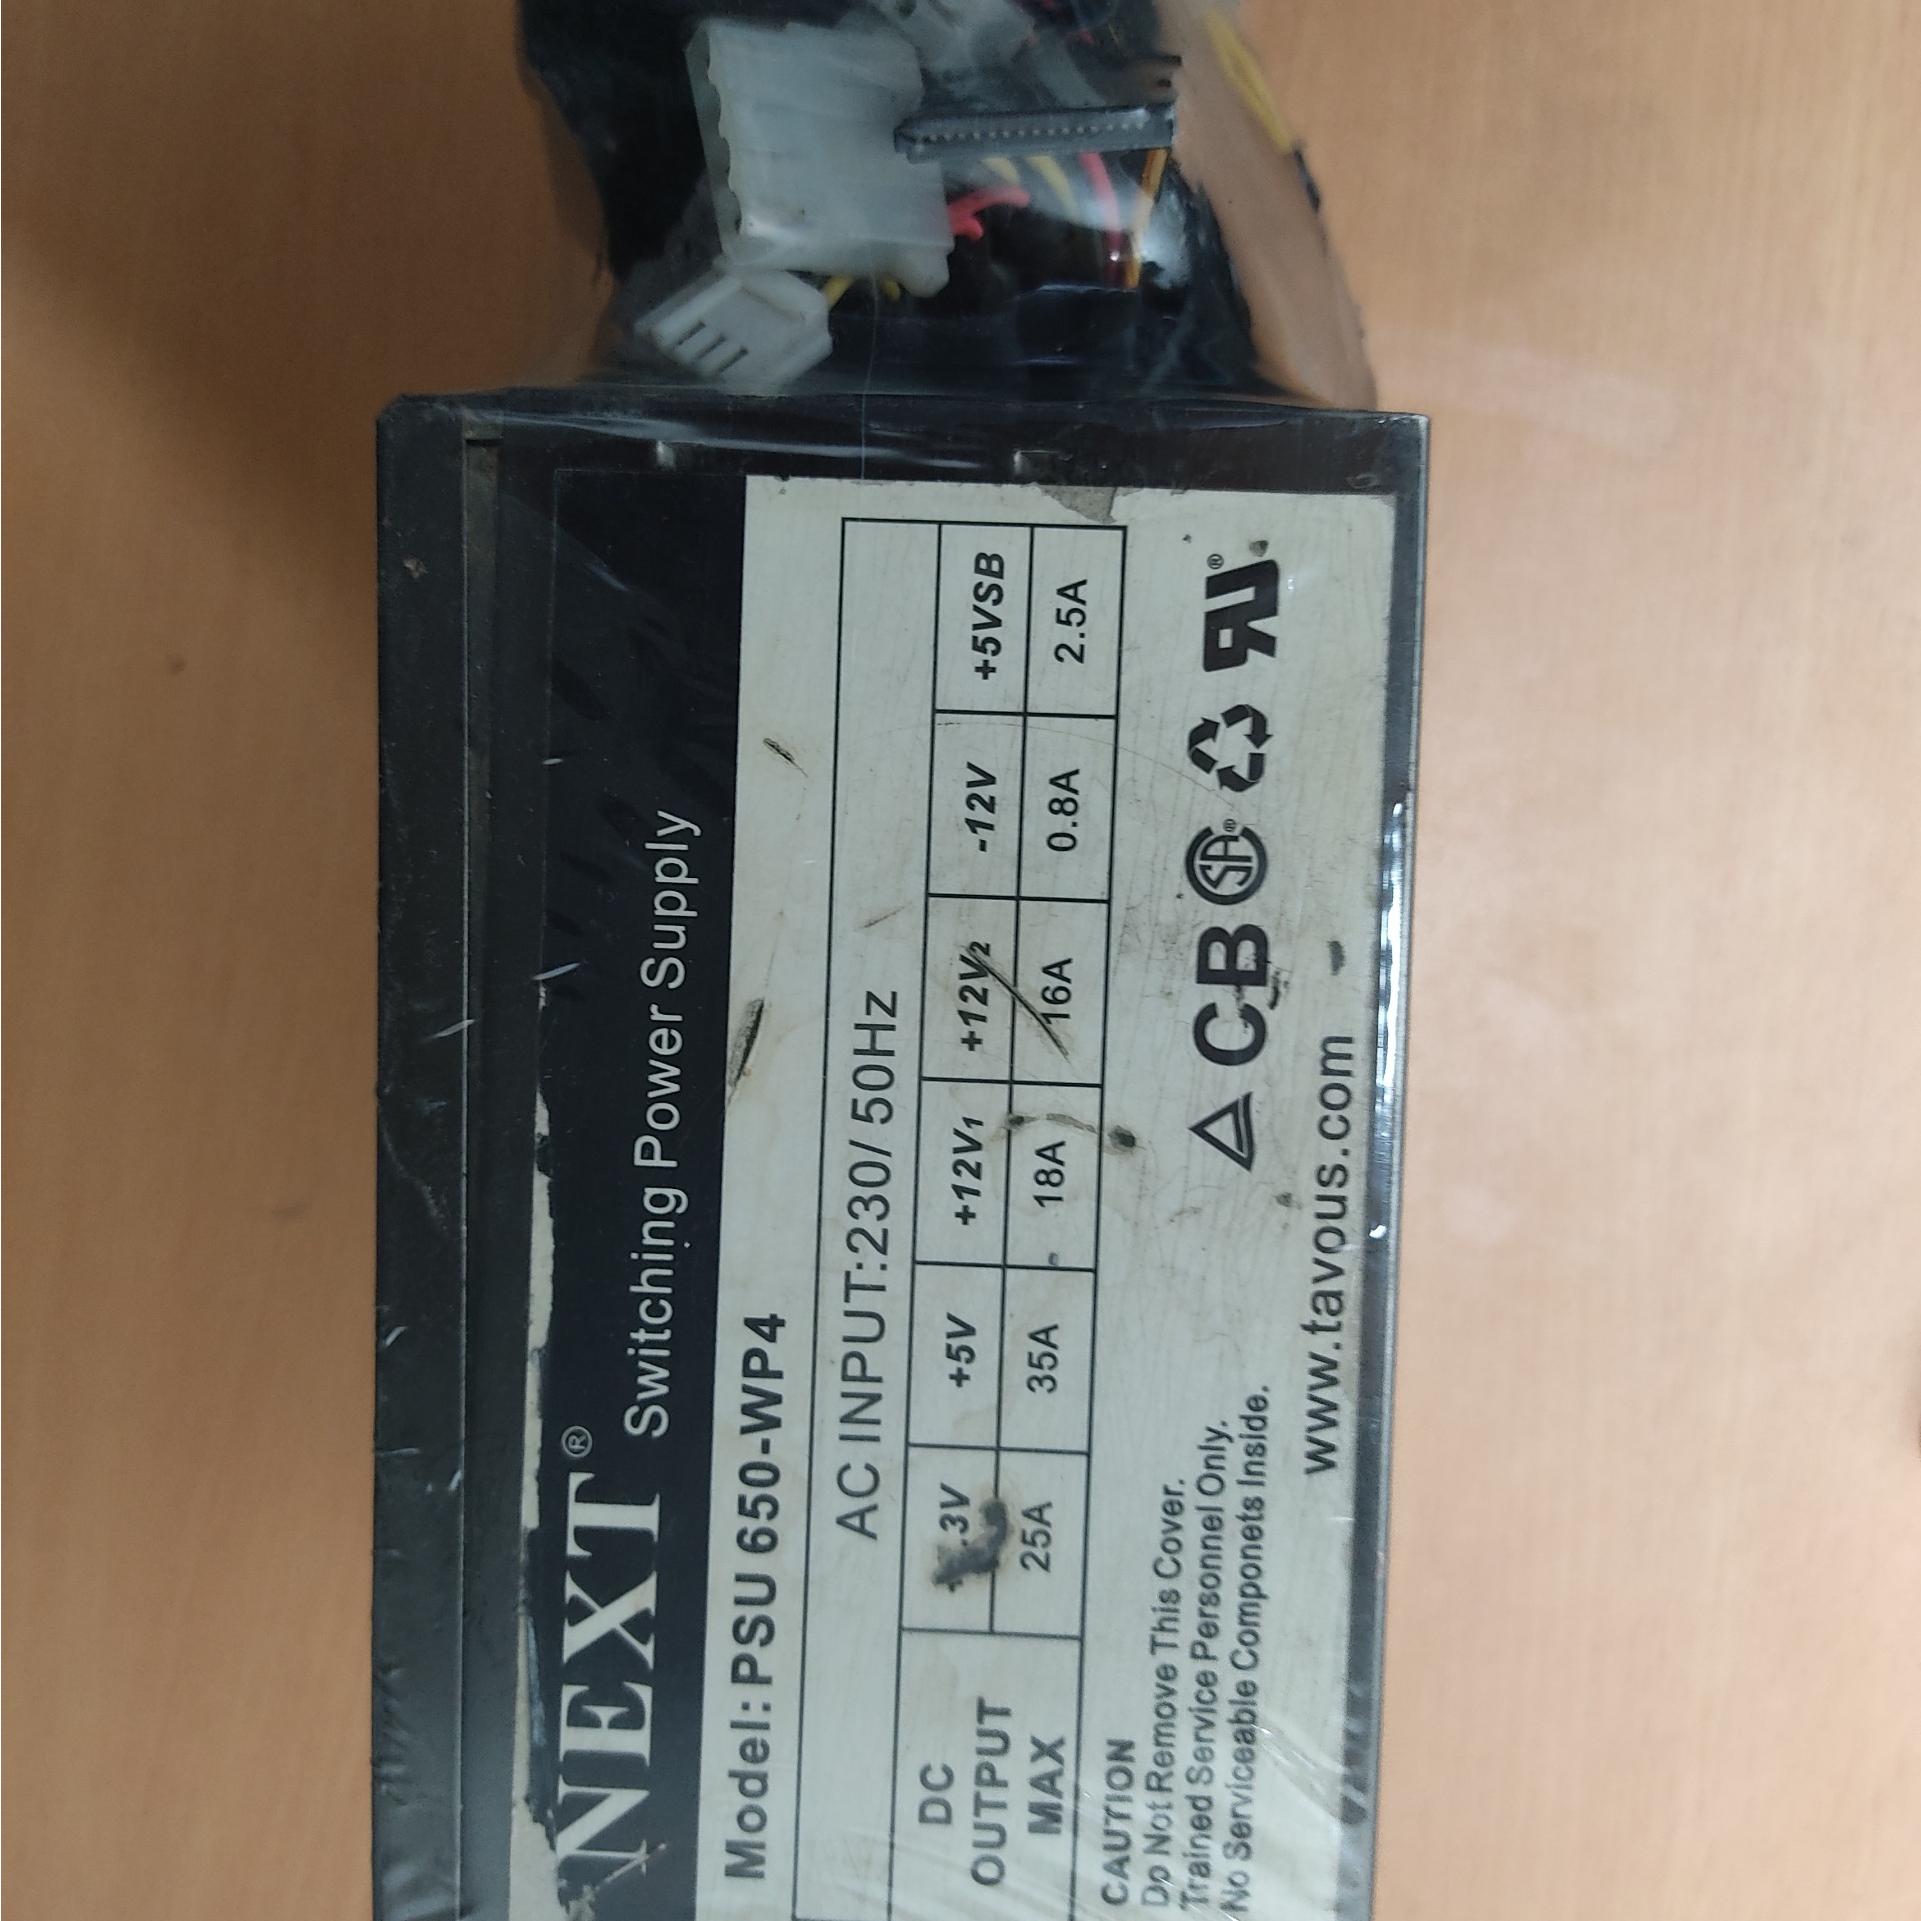 NEXT®
Switching Power Supply
Model:PSU 650-WP4
AC INPUT:230/50Hz
DC OUTPUT MAX
.3V +5V +12V1 +12V2 -12V +5VSB
25A 35A 18A 16A 0.8A 2.5A
CAUTION
Do Not Remove This Cover.
Trained Service Personnel Only.
No Serviceable Componets Inside.
CB SA® RU®
www.tavous.com